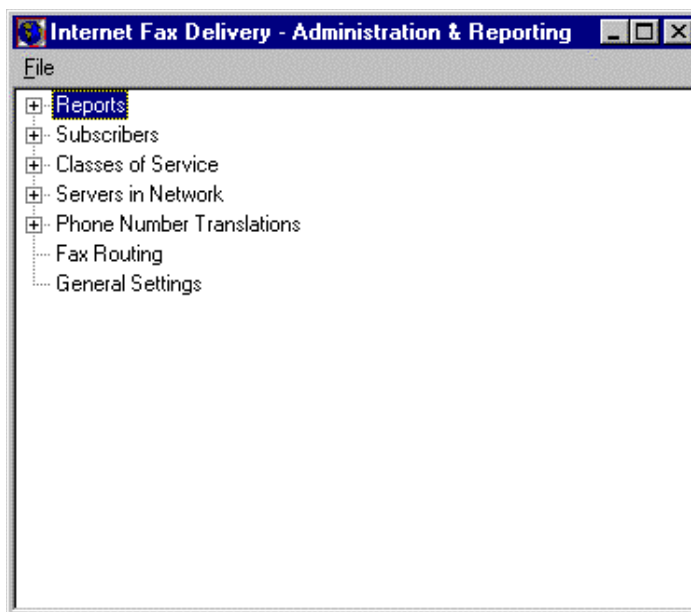 Internet Fax Delivery - Administration & Reporting
File
Reports
Subscribers
Classes of Service
Servers in Network
Phone Number Translations
Fax Routing
General Settings